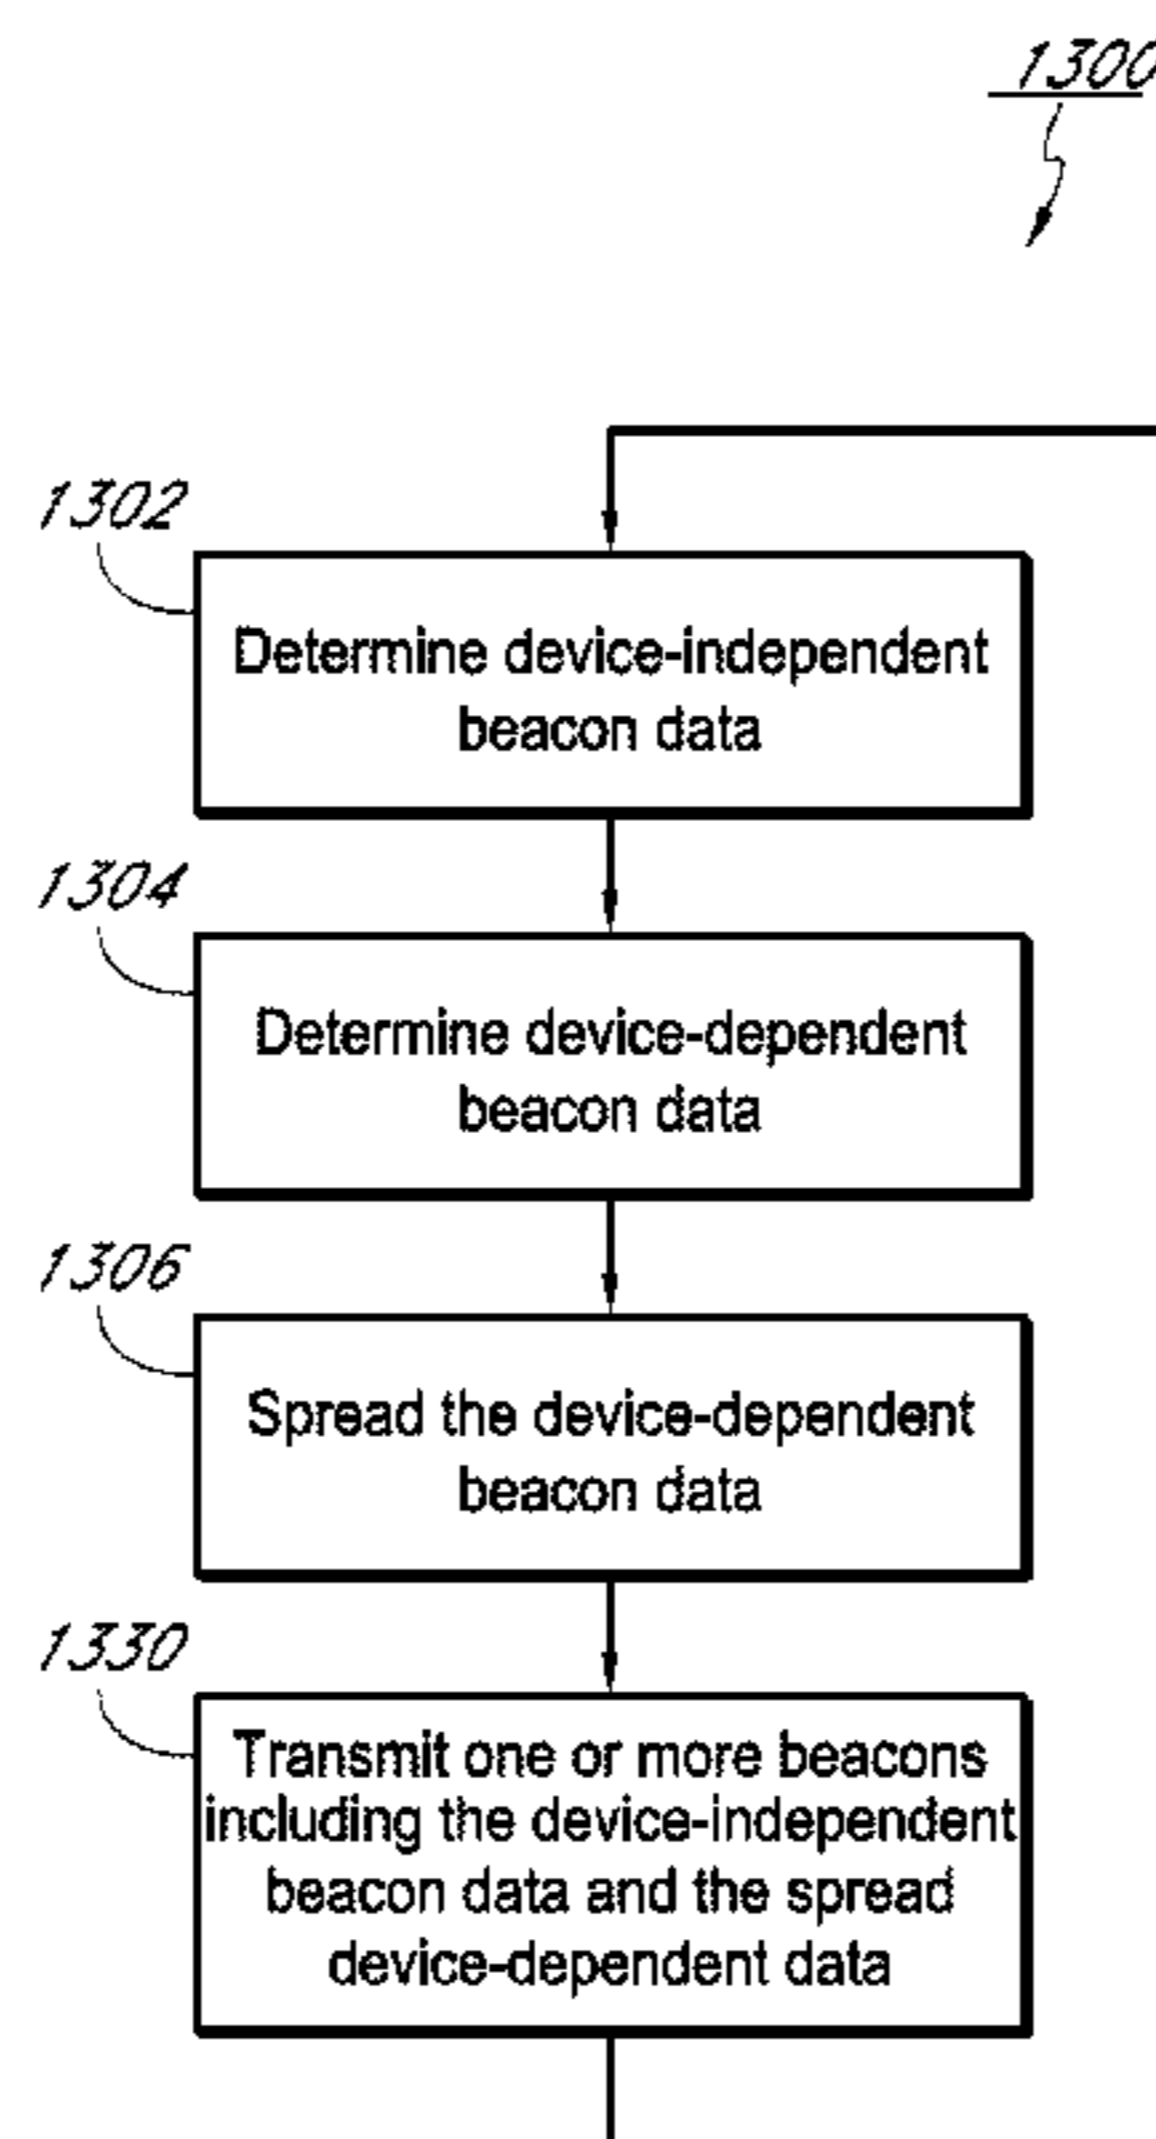 1300
1302
Determine device-independent
beacon data
1304
Determine device-dependent
beacon data
1306
Spread the device-dependent
beacon data
1330
Transmit one or more beacons
including the device-independent
beacon data and the spread
device-dependent data